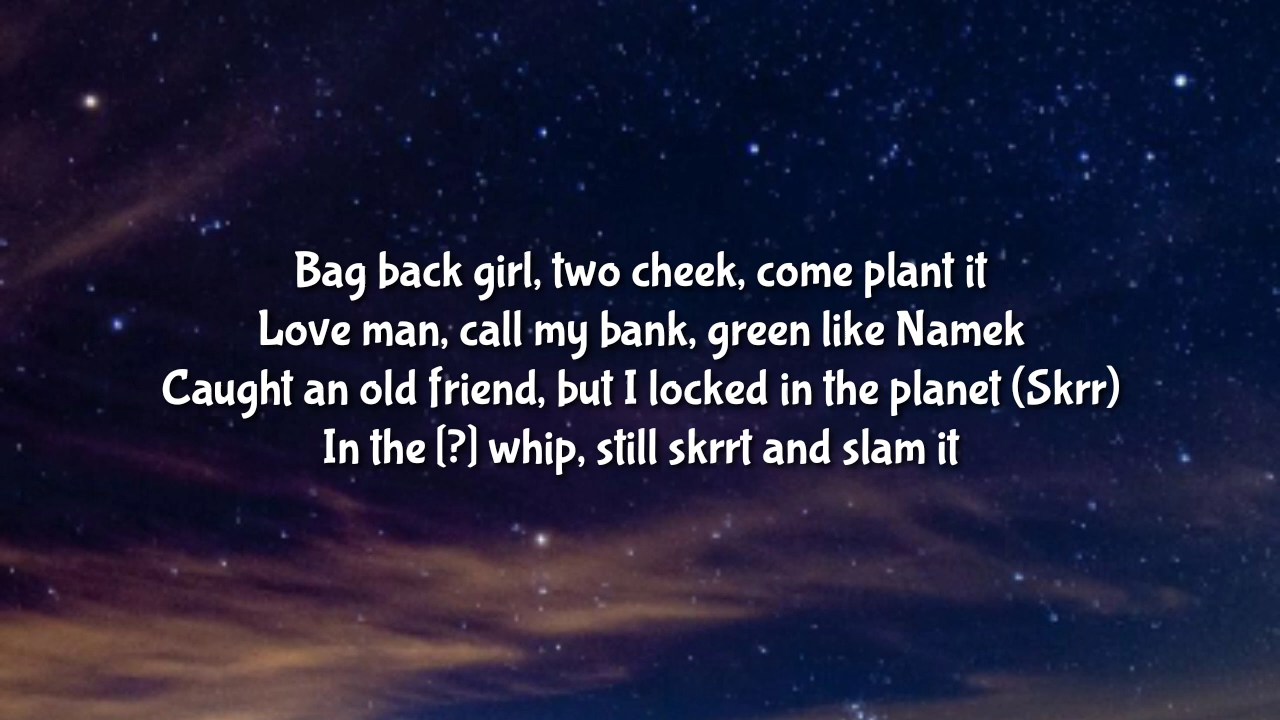 Bag back girl, two cheek, come plant it
Love man, call my bank, green like Namek
Caught an old friend, but I locked in the planet (Skrr)
In the [?] whip, still skrrt and slam it